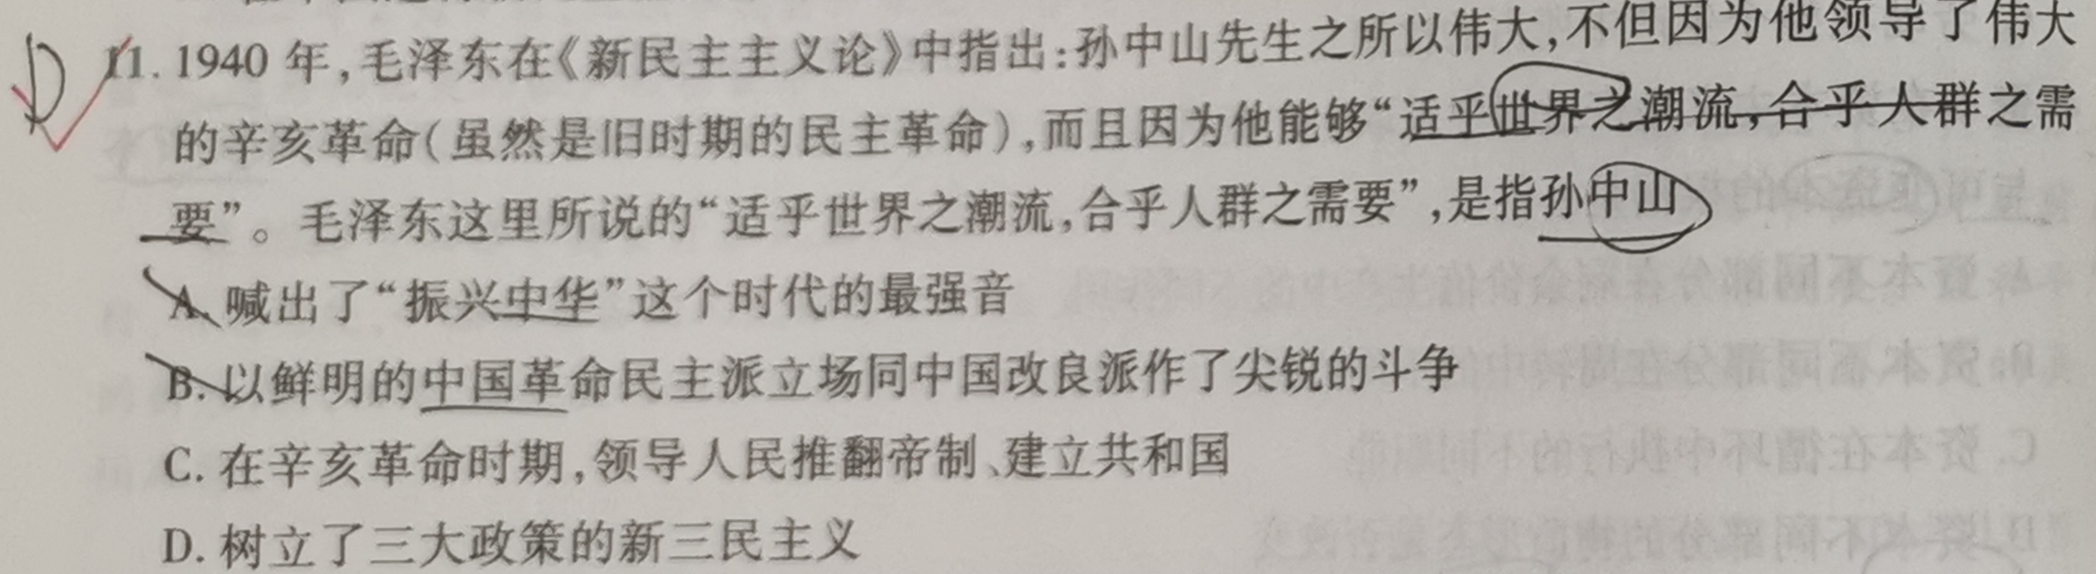 D 11. 1940 年,毛泽东在《新民主主义论》中指出:孙中山先生之所以伟大,不但因为他领导了伟大
的辛亥革命(虽然是旧时期的民主革命),而且因为他能够“适乎世界之潮流,合乎人群之需
要”。毛泽东这里所说的“适乎世界之潮流,合乎人群之需要”,是指孙中山
A. 喊出了“振兴中华”这个时代的最强音
B. 以鲜明的中国革命民主派立场同中国改良派作了尖锐的斗争
C. 在辛亥革命时期,领导人民推翻帝制、建立共和国
D. 树立了三大政策的新三民主义